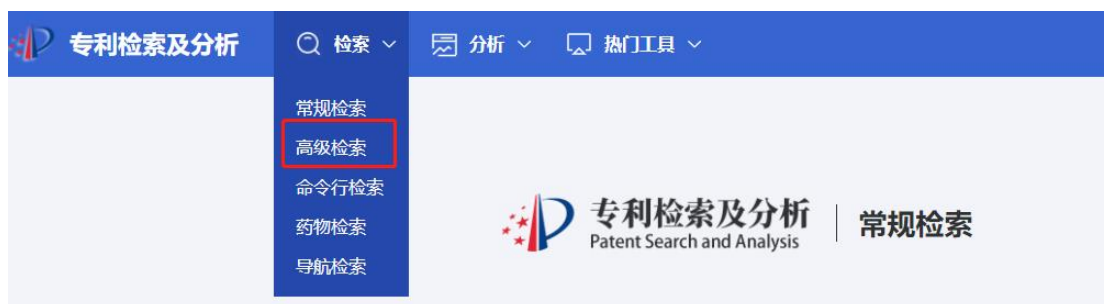 专利检索及分析 检索 分析 热门工具
常规检索
高级检索
命令行检索
药物检索
导航检索
专利检索及分析 常规检索
Patent Search and Analysis